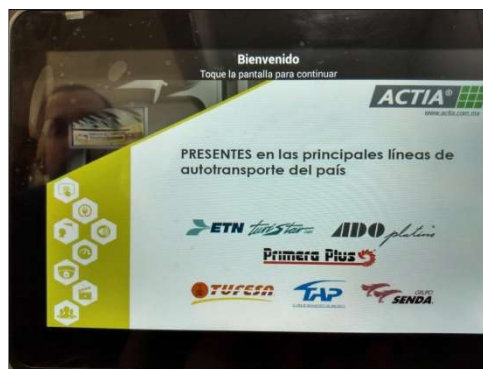 Bienvenido
Toque la pantalla para continuar
ACTIA®
www.actia.com.mx
PRESENTES en las principales líneas de
autotransporte del país
ETN turistar
ADO platino
Primera Plus
TUFESA
TAP
GRUPO
SENDA